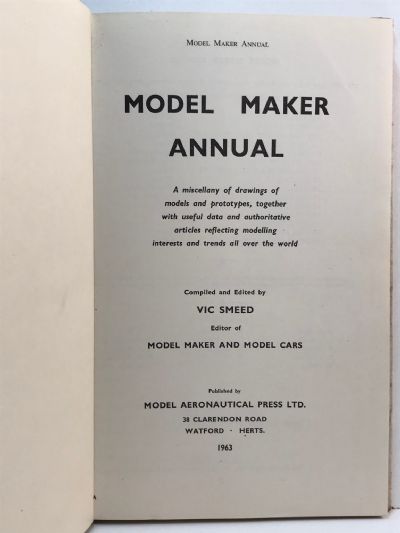 MODEL MAKER ANNUAL
MODEL MAKER
ANNUAL
A miscellany of drawings of
models and prototypes, together
with useful data and authoritative
articles reflecting modelling
interests and trends all over the world
Compiled and Edited by
VIC SMEED
Editor of
MODEL MAKER AND MODEL CARS
Published by
MODEL AERONAUTICAL PRESS LTD.
38 CLARENDON ROAD
WATFORD · HERTS.
1963